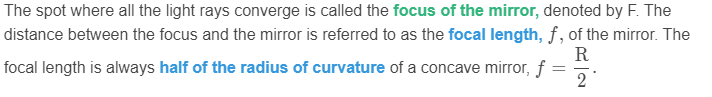 The spot where all the light rays converge is called the focus of the mirror, denoted by F. The
distance between the focus and the mirror is referred to as the focal length, f, of the mirror. The
focal length is always half of the radius of curvature of a concave mirror, f = R/2.